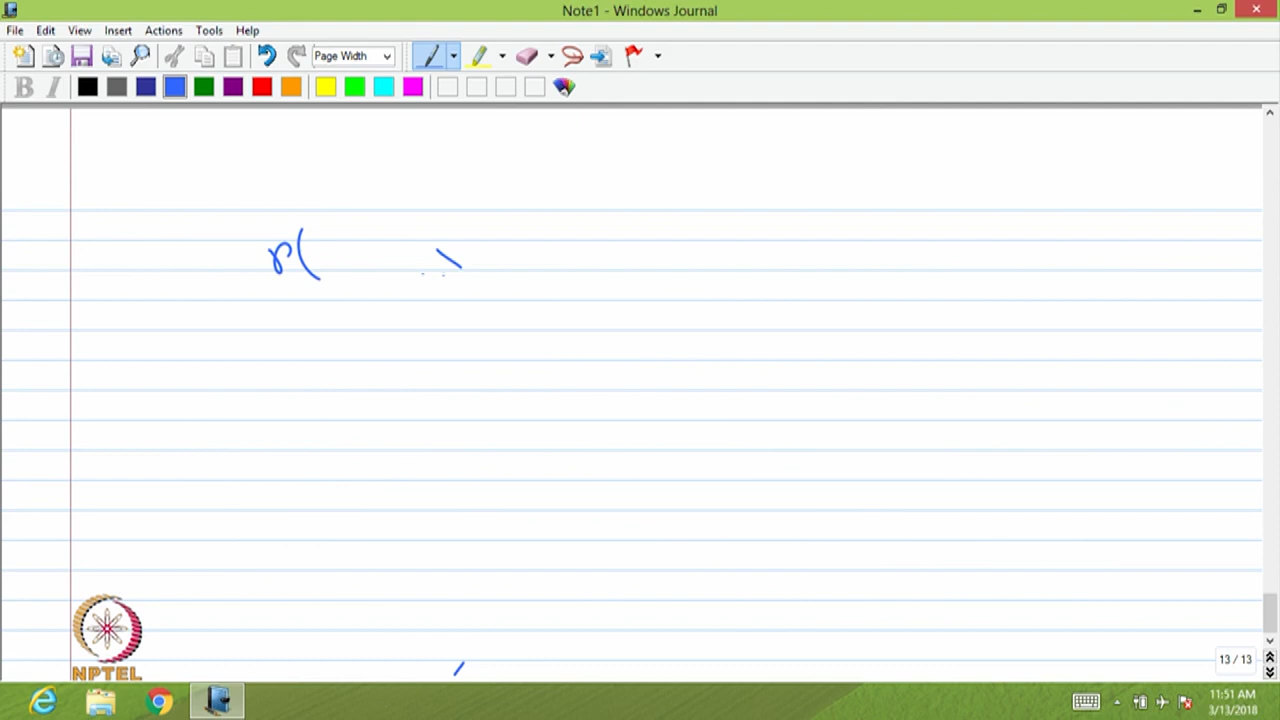 Note1 - Windows Journal
File Edit View Insert Actions Tools Help
Page Width
B I
r(
NPTEL
13 / 13
11:51 AM
3/13/2018